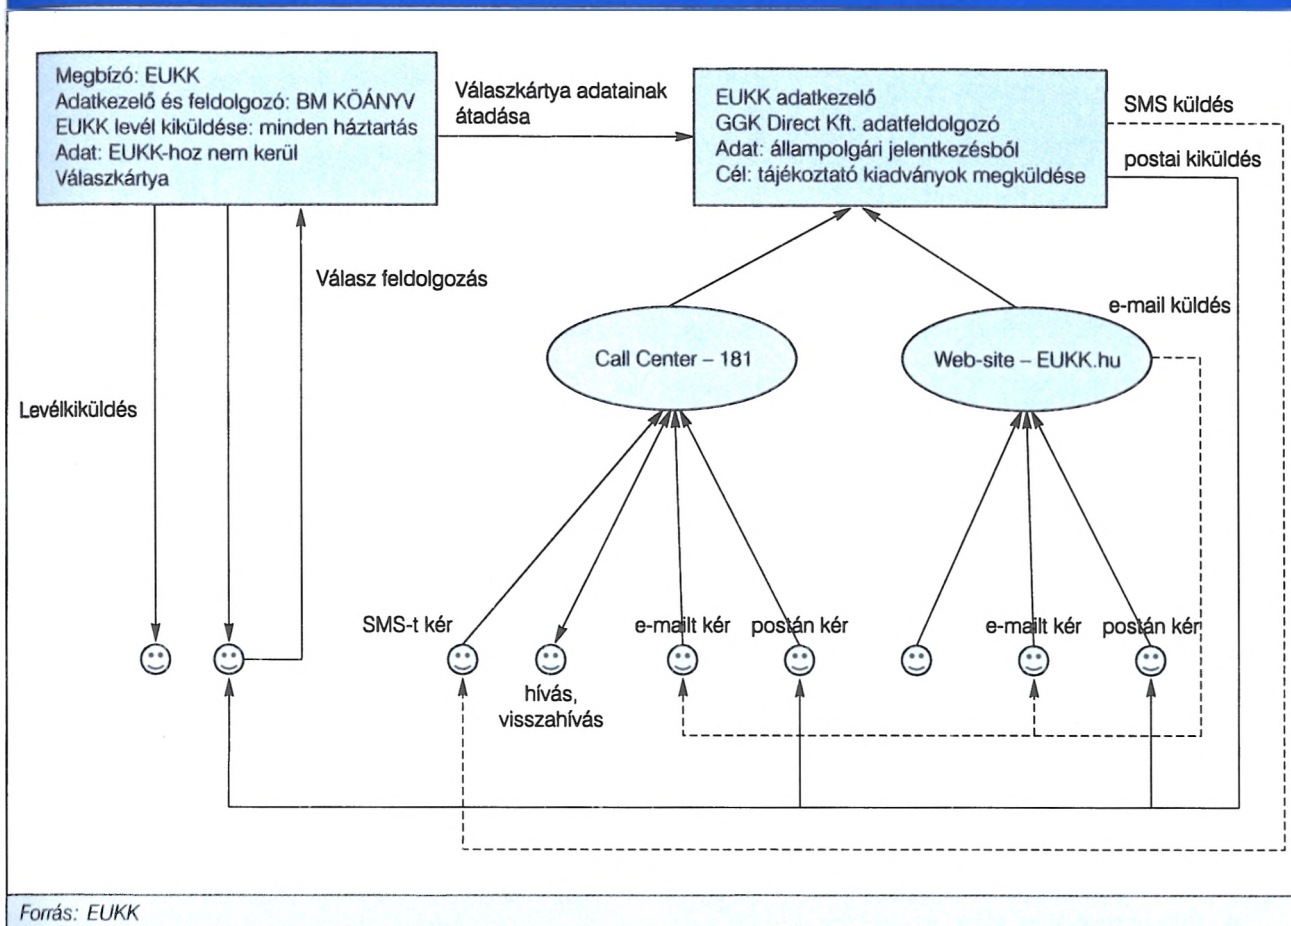 Megbízó: EUKK
Adatkezelő és feldolgozó: BM KÖÁNYV
EUKK levél kiküldése: minden háztartás
Adat: EUKK-hoz nem kerül
Válaszkártya
Válaszkártya adatainak
átadása
EUKK adatkezelő
GGK Direct Kft. adatfeldolgozó
Adat: állampolgári jelentkezésből
Cél: tájékoztató kiadványok megküldése
SMS küldés
postai kiküldés
Válasz feldolgozás
e-mail küldés
Call Center – 181
Web-site – EUKK.hu
Levélkiküldés
SMS-t kér
e-mailt kér
postán kér
e-mailt kér
postán kér
hívás,
visszahívás
Forrás: EUKK